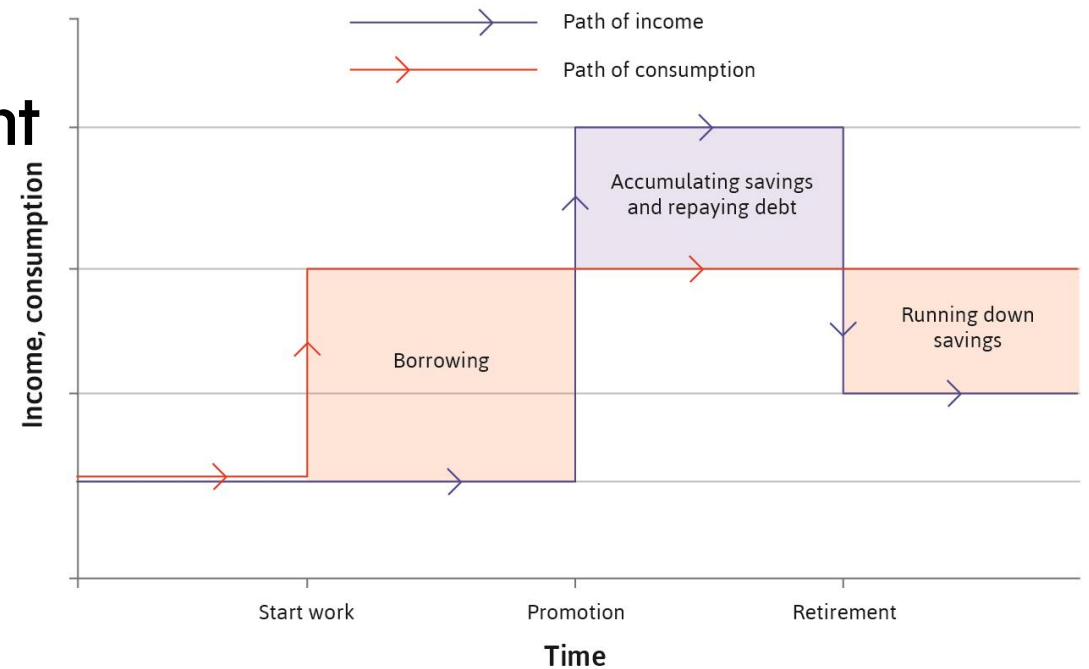 Path of income
Path of consumption
nt
Income, consumption
Accumulating savings
and repaying debt
Borrowing
Running down
savings
Start work
Promotion
Retirement
Time